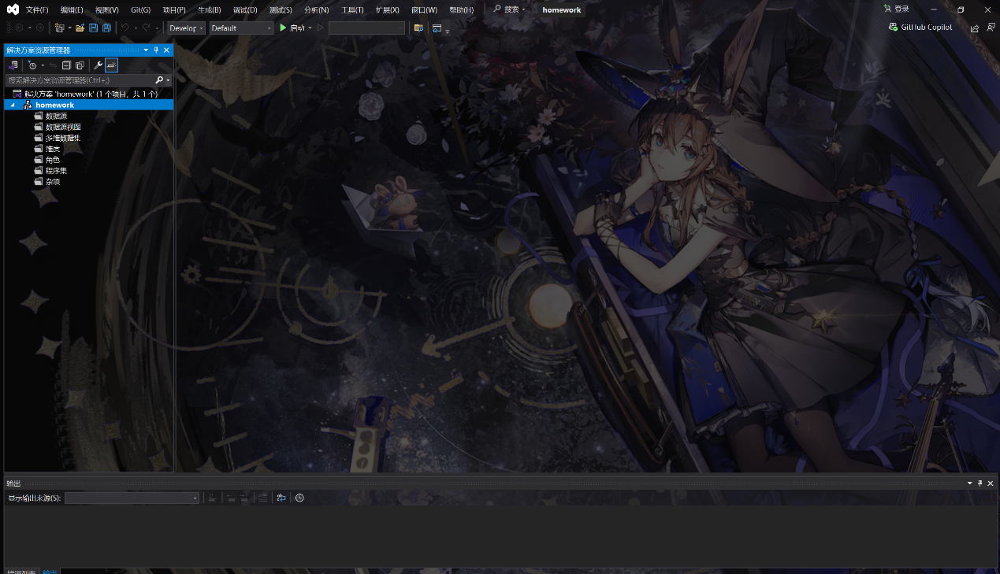 文件(F) 编辑(E) 视图(V) Git(G) 项目(P) 生成(B) 调试(D) 测试(S) 分析(N) 工具(T) 扩展(X) 窗口(W) 帮助(H) 搜索 homework 登录
Develop Default 启动 GitHub Copilot
解决方案资源管理器
搜索解决方案资源管理器(Ctrl+;)
解决方案 'homework' (1 个项目, 共 1 个)
homework
数据源
数据源视图
多维数据集
维度
角色
程序集
杂项
输出
显示输出来源(S):
错误列表 输出